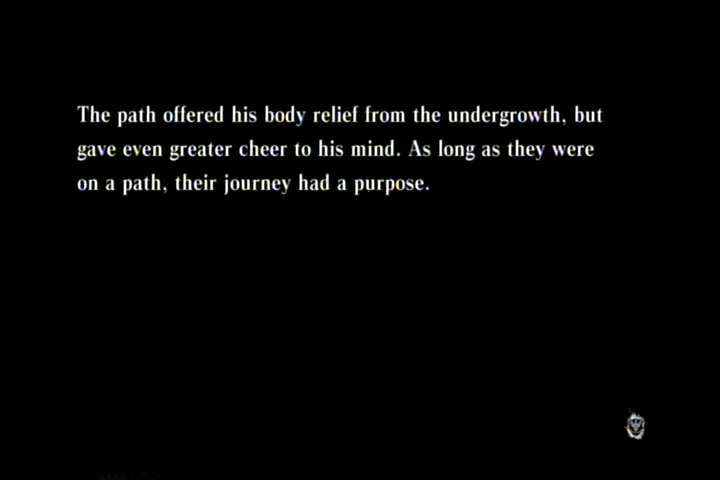 The path offered his body relief from the undergrowth, but
gave even greater cheer to his mind. As long as they were
on a path, their journey had a purpose.